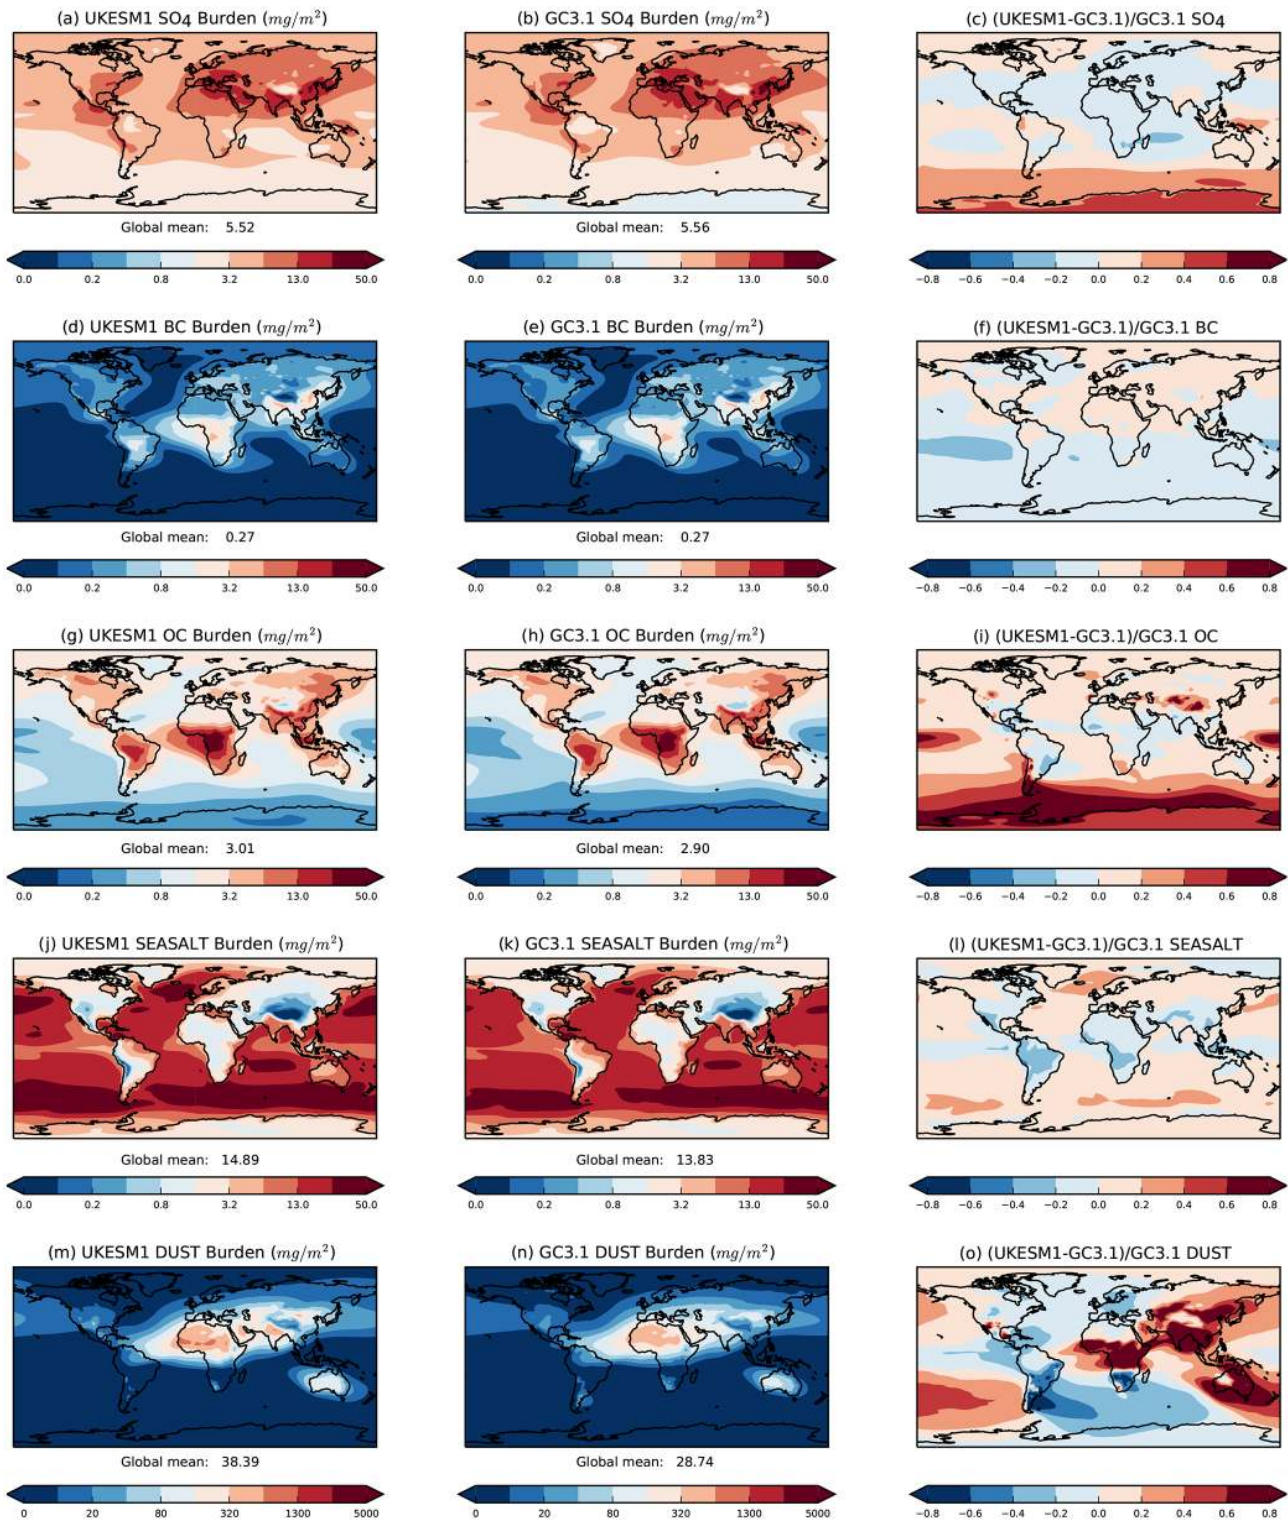 (a) UKESM1 SO4 Burden (mg/m²)
(b) GC3.1 SO4 Burden (mg/m²)
(c) (UKESM1-GC3.1)/GC3.1 SO4
Global mean: 5.52
Global mean: 5.56
0.0 0.2 0.8 3.2 13.0 50.0
0.0 0.2 0.8 3.2 13.0 50.0
−0.8 −0.6 −0.4 −0.2 0.0 0.2 0.4 0.6 0.8
(d) UKESM1 BC Burden (mg/m²)
(e) GC3.1 BC Burden (mg/m²)
(f) (UKESM1-GC3.1)/GC3.1 BC
Global mean: 0.27
Global mean: 0.27
0.0 0.2 0.8 3.2 13.0 50.0
0.0 0.2 0.8 3.2 13.0 50.0
−0.8 −0.6 −0.4 −0.2 0.0 0.2 0.4 0.6 0.8
(g) UKESM1 OC Burden (mg/m²)
(h) GC3.1 OC Burden (mg/m²)
(i) (UKESM1-GC3.1)/GC3.1 OC
Global mean: 3.01
Global mean: 2.90
0.0 0.2 0.8 3.2 13.0 50.0
0.0 0.2 0.8 3.2 13.0 50.0
−0.8 −0.6 −0.4 −0.2 0.0 0.2 0.4 0.6 0.8
(j) UKESM1 SEASALT Burden (mg/m²)
(k) GC3.1 SEASALT Burden (mg/m²)
(l) (UKESM1-GC3.1)/GC3.1 SEASALT
Global mean: 14.89
Global mean: 13.83
0.0 0.2 0.8 3.2 13.0 50.0
0.0 0.2 0.8 3.2 13.0 50.0
−0.8 −0.6 −0.4 −0.2 0.0 0.2 0.4 0.6 0.8
(m) UKESM1 DUST Burden (mg/m²)
(n) GC3.1 DUST Burden (mg/m²)
(o) (UKESM1-GC3.1)/GC3.1 DUST
Global mean: 38.39
Global mean: 28.74
0 20 80 320 1300 5000
0 20 80 320 1300 5000
−0.8 −0.6 −0.4 −0.2 0.0 0.2 0.4 0.6 0.8